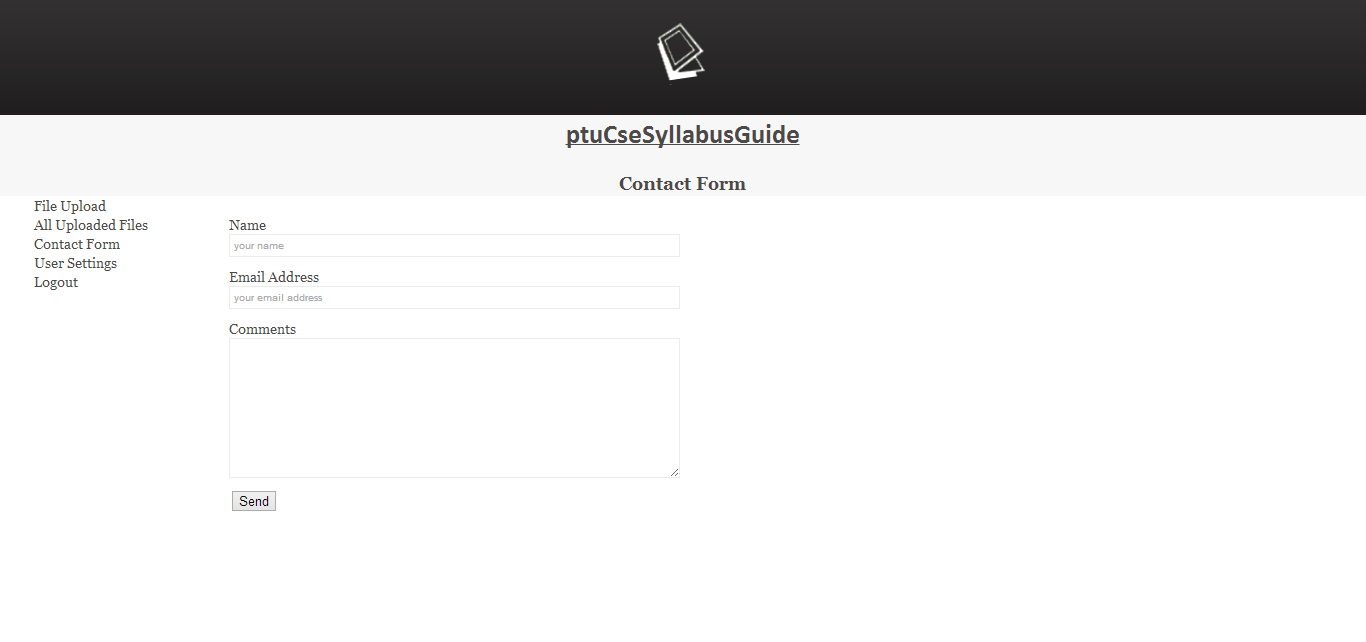 ptuCseSyllabusGuide
Contact Form
File Upload
All Uploaded Files
Contact Form
User Settings
Logout
Name
your name
Email Address
your email address
Comments
Send